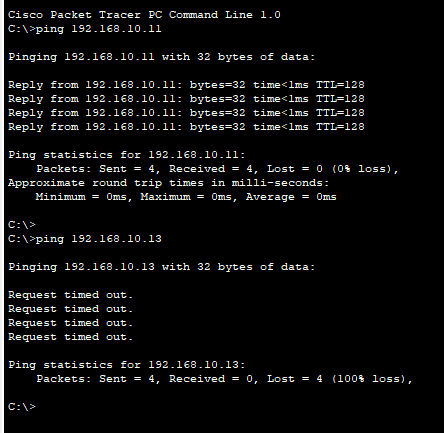 Cisco Packet Tracer PC Command Line 1.0
C:\>ping 192.168.10.11
Pinging 192.168.10.11 with 32 bytes of data:
Reply from 192.168.10.11: bytes=32 time<1ms TTL=128
Reply from 192.168.10.11: bytes=32 time<1ms TTL=128
Reply from 192.168.10.11: bytes=32 time<1ms TTL=128
Reply from 192.168.10.11: bytes=32 time<1ms TTL=128
Ping statistics for 192.168.10.11:
Packets: Sent = 4, Received = 4, Lost = 0 (0% loss),
Approximate round trip times in milli-seconds:
Minimum = 0ms, Maximum = 0ms, Average = 0ms
C:\>
C:\>ping 192.168.10.13
Pinging 192.168.10.13 with 32 bytes of data:
Request timed out.
Request timed out.
Request timed out.
Request timed out.
Ping statistics for 192.168.10.13:
Packets: Sent = 4, Received = 0, Lost = 4 (100% loss),
C:\>